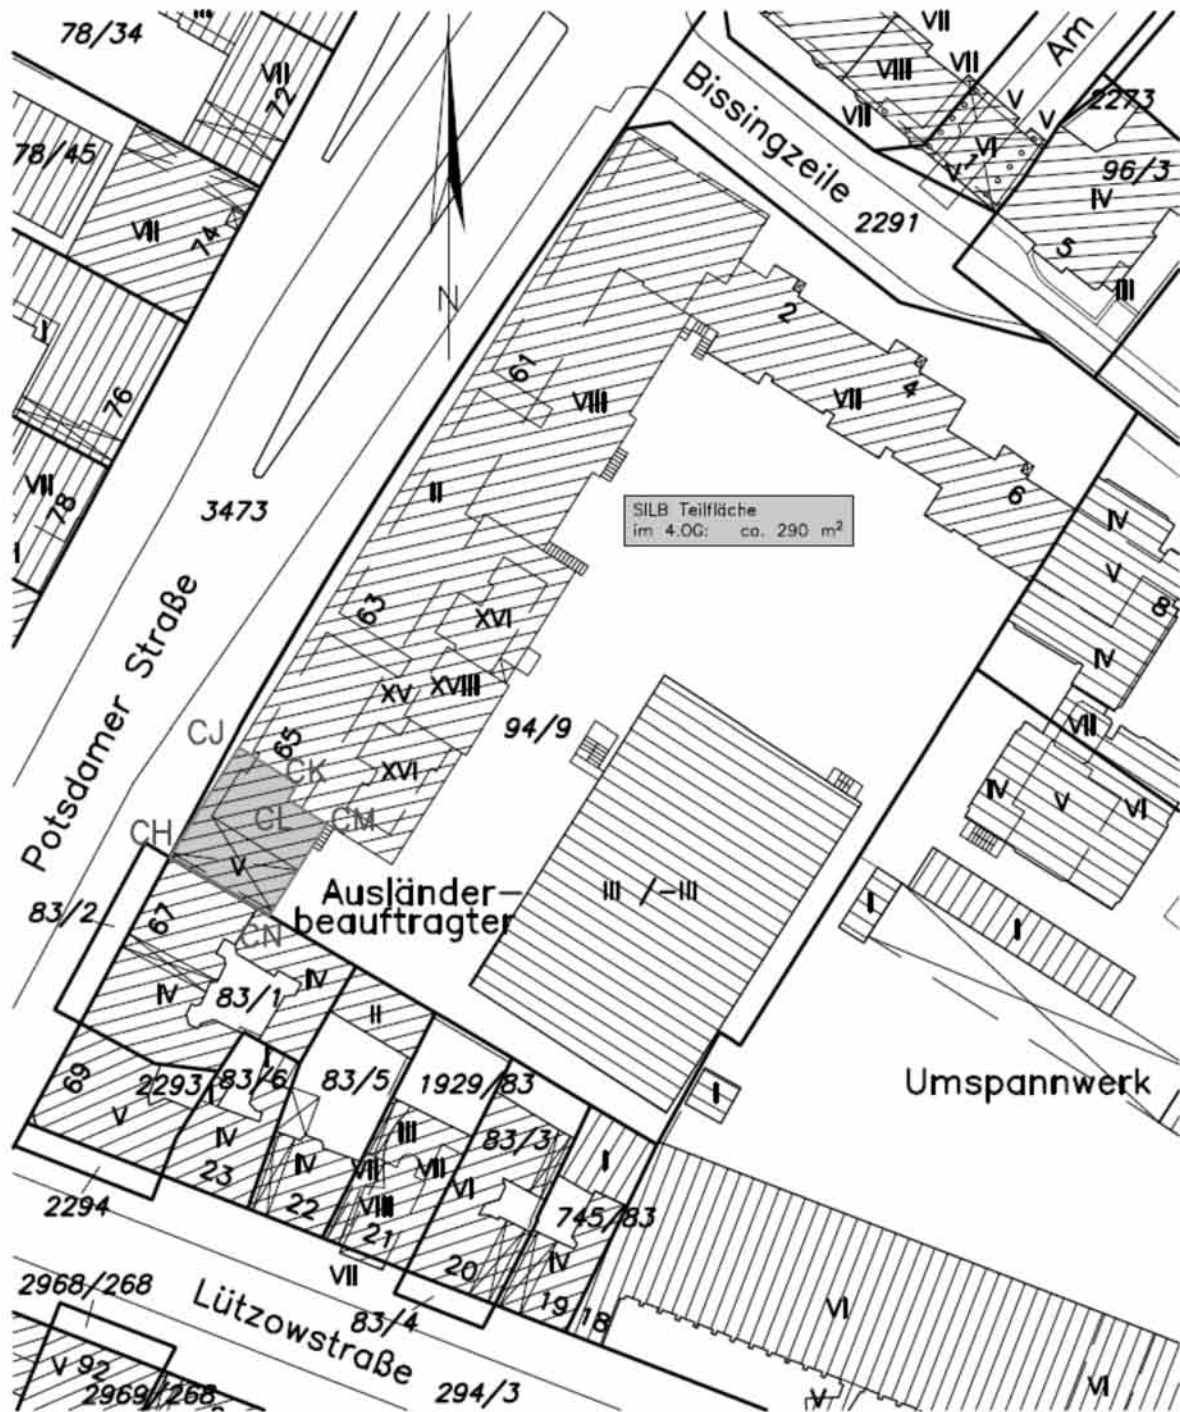 78/34
III
VII
72
78/45
VII
74
I
76
VII
78
I
3473
Potsdamer Straße
N
Bissingzeile
2291
VII
VIII
VII
VII
V
Am
V
2273
VI
V
1
96/3
IV
5
III
2
4
VII
6
61
VIII
II
SILB Teilfläche
im 4.OG: ca. 290 m²
63
XVI
XV
XVIII
65
XVI
94/9
IV
V
8
IV
VII
IV
V
VI
CJ
CK
CL
CM
CH
V
CN
Ausländer-
beauftragter
III /-III
I
I
83/2
67
IV
83/1
IV
II
I
69
2293
I
83/6
83/5
1929/83
I
Umspannwerk
V
IV
23
IV
22
III
VII
VII
VIII
21
VI
83/3
I
20
745/83
IV
19/18
2294
VII
2968/268
Lützowstraße
83/4
VI
V 92
2969/268
294/3
V
VI